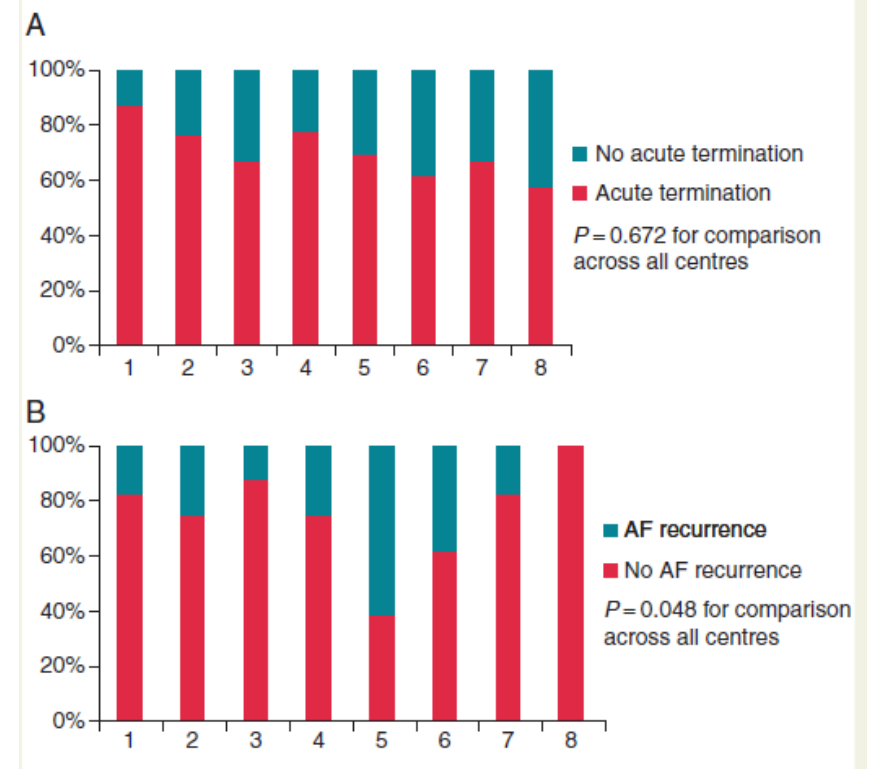 A
100%
80%
60%
40%
20%
0%
1 2 3 4 5 6 7 8
No acute termination
Acute termination
P=0.672 for comparison
across all centres
B
100%
80%
60%
40%
20%
0%
1 2 3 4 5 6 7 8
AF recurrence
No AF recurrence
P=0.048 for comparison
across all centres